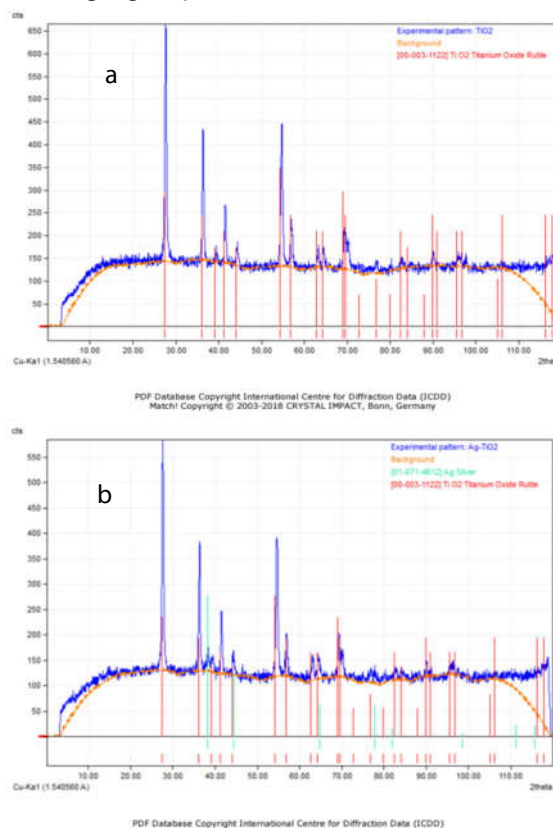 cts
650
600
550
500
450
400
350
300
250
200
150
100
50
a
Experimental pattern: TiO2
Background
[00-003-1122] Ti O2 Titanium Oxide Rutile
10.00 20.00 30.00 40.00 50.00 60.00 70.00 80.00 90.00 100.00 110.00
Cu-Ka1 (1.540560 A) 2theta
PDF Database Copyright International Centre for Diffraction Data (ICDD)
Match! Copyright © 2003-2018 CRYSTAL IMPACT, Bonn, Germany
cts
550
500
450
400
350
300
250
200
150
100
50
b
Experimental pattern: Ag-TiO2
Background
[01-071-4612] Ag Silver
[00-003-1122] Ti O2 Titanium Oxide Rutile
10.00 20.00 30.00 40.00 50.00 60.00 70.00 80.00 90.00 100.00 110.00
Cu-Ka1 (1.540560 A) 2theta
PDF Database Copyright International Centre for Diffraction Data (ICDD)